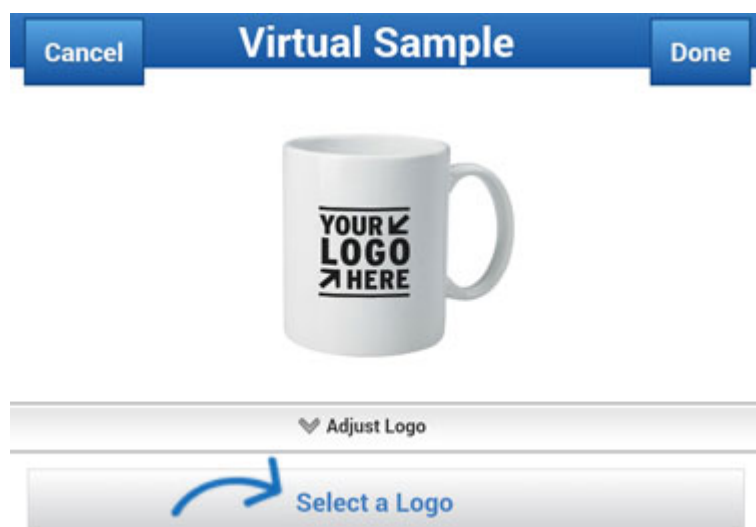 Cancel
Virtual Sample
Done
YOUR
LOGO
HERE
Adjust Logo
Select a Logo